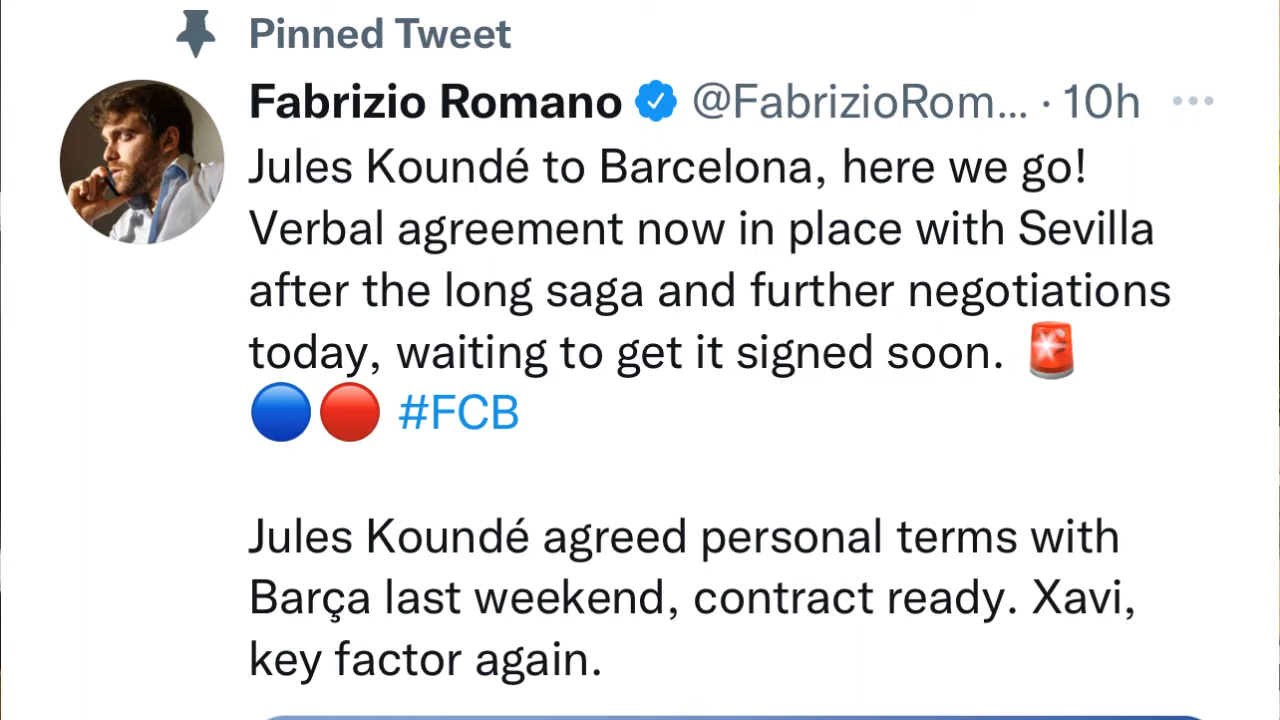 Pinned Tweet
Fabrizio Romano @FabrizioRom... · 10h
Jules Koundé to Barcelona, here we go!
Verbal agreement now in place with Sevilla
after the long saga and further negotiations
today, waiting to get it signed soon. 🚨
🔵🔴 #FCB
Jules Koundé agreed personal terms with
Barça last weekend, contract ready. Xavi,
key factor again.